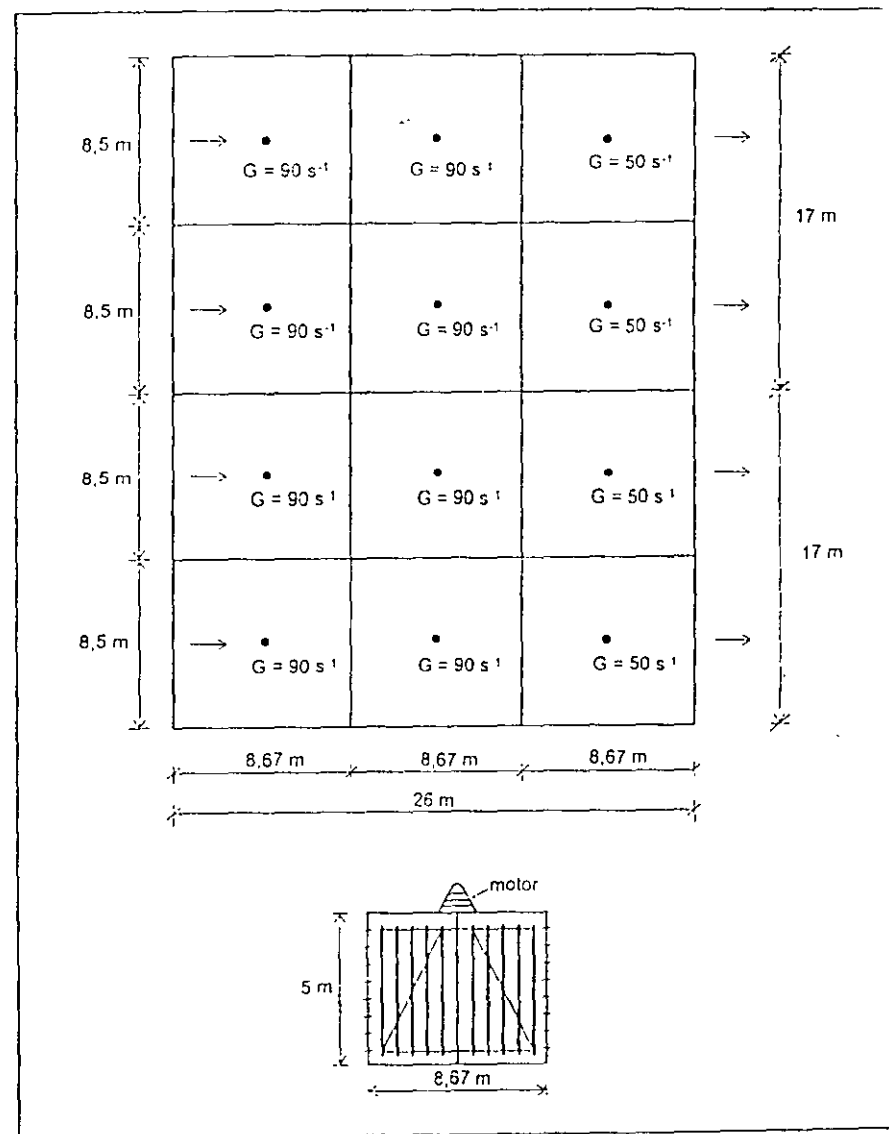 8,5 m
G = 90 s⁻¹
G = 90 s⁻¹
G = 50 s⁻¹
17 m
8,5 m
G = 90 s⁻¹
G = 90 s⁻¹
G = 50 s⁻¹
8,5 m
G = 90 s⁻¹
G = 90 s⁻¹
G = 50 s⁻¹
17 m
8,5 m
G = 90 s⁻¹
G = 90 s⁻¹
G = 50 s⁻¹
8,67 m
8,67 m
8,67 m
26 m
motor
5 m
8,67 m